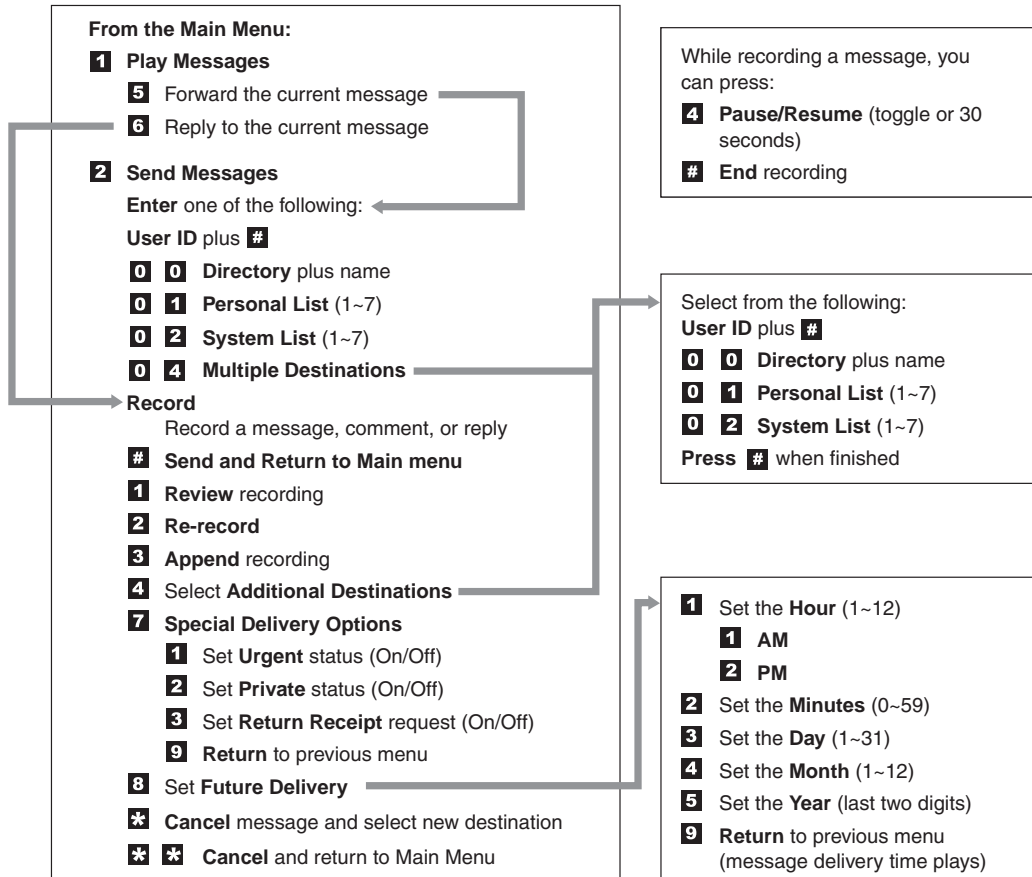 From the Main Menu:
1 Play Messages
5 Forward the current message
6 Reply to the current message
2 Send Messages
Enter one of the following:
User ID plus #
0 0 Directory plus name
0 1 Personal List (1~7)
0 2 System List (1~7)
0 4 Multiple Destinations
Record
Record a message, comment, or reply
# Send and Return to Main menu
1 Review recording
2 Re-record
3 Append recording
4 Select Additional Destinations
7 Special Delivery Options
1 Set Urgent status (On/Off)
2 Set Private status (On/Off)
3 Set Return Receipt request (On/Off)
9 Return to previous menu
8 Set Future Delivery
* Cancel message and select new destination
* * Cancel and return to Main Menu
While recording a message, you
can press:
4 Pause/Resume (toggle or 30
seconds)
# End recording
Select from the following:
User ID plus #
0 0 Directory plus name
0 1 Personal List (1~7)
0 2 System List (1~7)
Press # when finished
1 Set the Hour (1~12)
1 AM
2 PM
2 Set the Minutes (0~59)
3 Set the Day (1~31)
4 Set the Month (1~12)
5 Set the Year (last two digits)
9 Return to previous menu
(message delivery time plays)